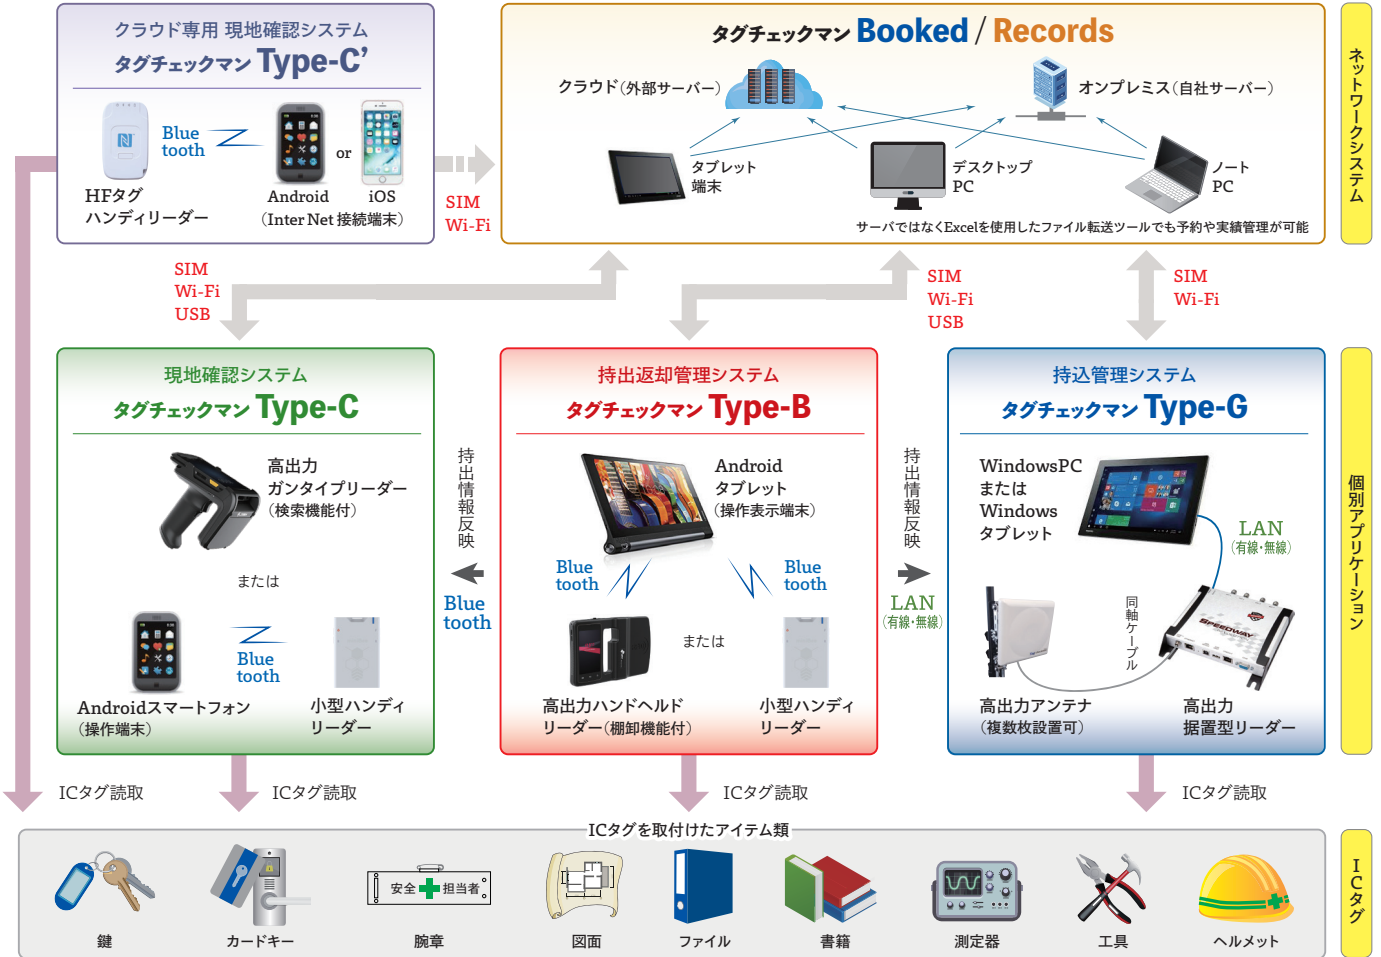 クラウド専用 現地確認システム
タグチェックマン Type-C’
Blue
tooth
or
HFタグ
ハンディリーダー
Android
iOS
（Inter Net 接続端末）
SIM
Wi-Fi
タグチェックマン Booked / Records
クラウド（外部サーバー）
オンプレミス（自社サーバー）
タブレット
端末
デスクトップ
PC
ノート
PC
サーバではなくExcelを使用したファイル転送ツールでも予約や実績管理が可能
ネットワークシステム
SIM
Wi-Fi
USB
SIM
Wi-Fi
USB
SIM
Wi-Fi
現地確認システム
タグチェックマン Type-C
高出力
ガンタイプリーダー
（検索機能付）
または
Blue
tooth
Androidスマートフォン
（操作端末）
小型ハンディ
リーダー
持出情報反映
Blue
tooth
持出返却管理システム
タグチェックマン Type-B
Android
タブレット
（操作表示端末）
Blue
tooth
Blue
tooth
または
高出力ハンドヘルド
リーダー（棚卸機能付）
小型ハンディ
リーダー
持出情報反映
LAN
（有線・無線）
持込管理システム
タグチェックマン Type-G
WindowsPC
または
Windows
タブレット
LAN
（有線・無線）
同軸ケーブル
SPEEDWAY
高出力アンテナ
（複数枚設置可）
高出力
据置型リーダー
個別アプリケーション
ICタグ読取
ICタグ読取
ICタグ読取
ICタグ読取
ICタグを取付けたアイテム類
安全
担当者
鍵
カードキー
腕章
図面
ファイル
書籍
測定器
工具
ヘルメット
ICタグ